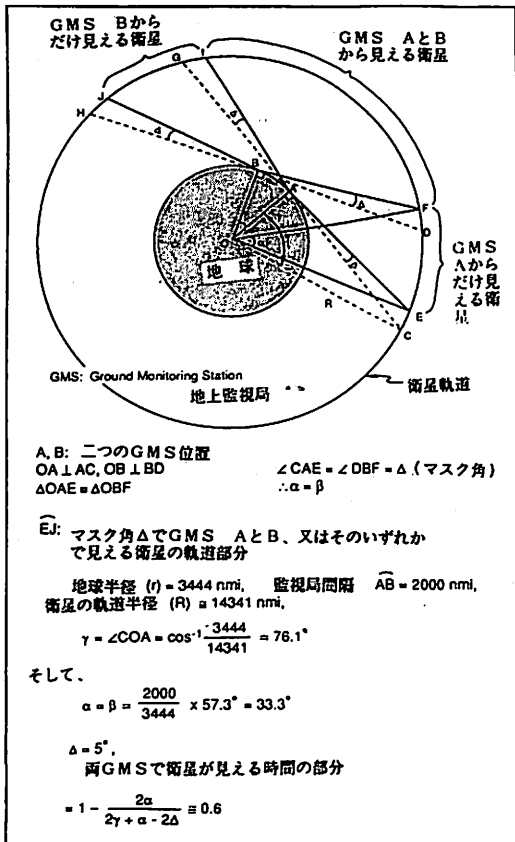 GMS Bから
だけ見える衛星
GMS AとB
から見える衛星
G
I
J
H
Δ
Δ
B
A
Δ
F
D
Δ
O
地 球
R
E
C
GMS
Aから
だけ見
える衛
星
GMS: Ground Monitoring Station
地上監視局
衛星軌道
A, B: 二つのGMS位置
OA⊥AC, OB⊥BD
∠CAE = ∠DBF = Δ (マスク角)
ΔOAE = ΔOBF
∴α = β
EJ: マスク角ΔでGMS AとB、又はそのいずれか
で見える衛星の軌道部分
地球半径 (r) = 3444 nmi, 監視局間隔 AB = 2000 nmi,
衛星の軌道半径 (R) ≅ 14341 nmi,
γ = ∠COA = cos⁻¹ 3444/14341 ≅ 76.1°
そして、
α = β = 2000/3444 x 57.3° = 33.3°
Δ = 5°,
両GMSで衛星が見える時間の部分
= 1 - 2α/(2γ + α - 2Δ) ≅ 0.6